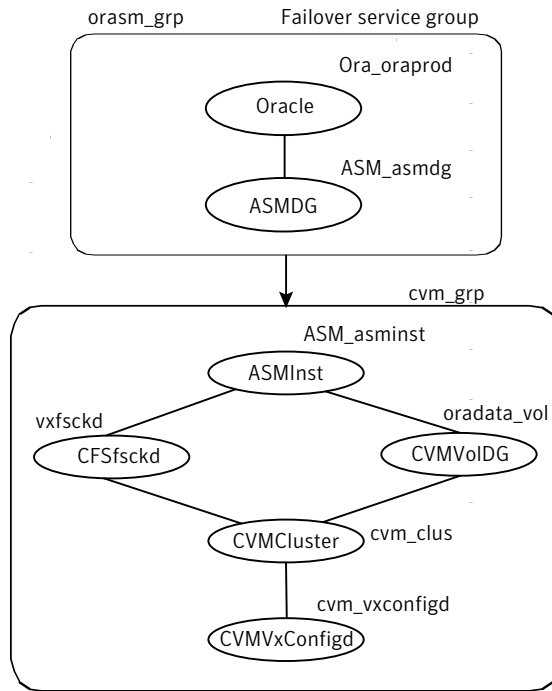 orasm_grp Failover service group
Ora_oraprod
Oracle
ASM_asmdg
ASMDG
cvm_grp
ASM_asminst
ASMInst
vxfsckd oradata_vol
CFSfsckd CVMVolDG
CVMCluster cvm_clus
cvm_vxconfigd
CVMVxConfigd